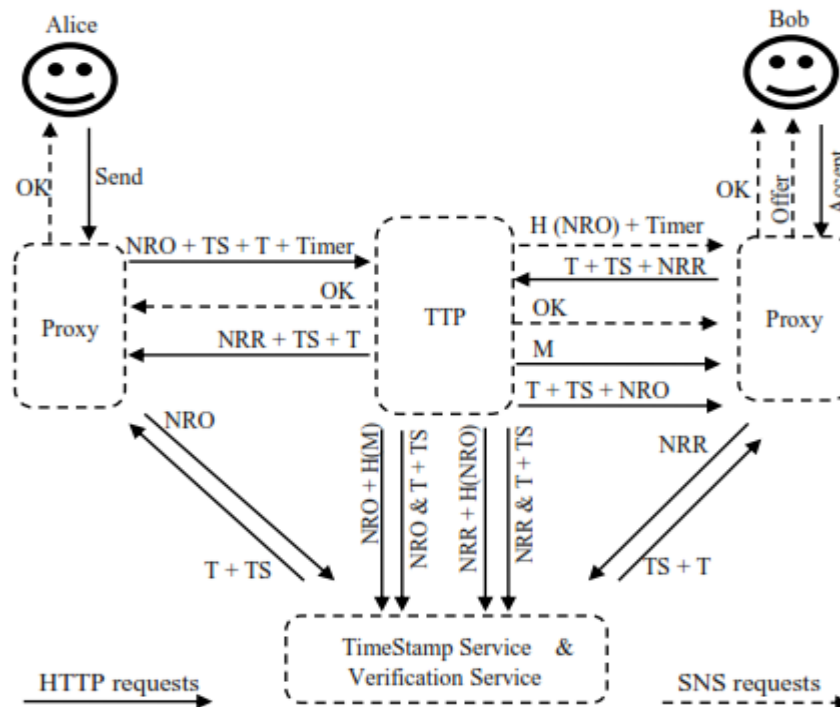 Alice
Bob
OK
Send
OK
Offer
Accept
NRO + TS + T + Timer
OK
NRR + TS + T
Proxy
TTP
H (NRO) + Timer
T + TS + NRR
OK
M
T + TS + NRO
Proxy
NRO
T + TS
NRO + H(M)
NRO & T + TS
NRR + H(NRO)
NRR & T + TS
NRR
TS + T
TimeStamp Service &
Verification Service
HTTP requests
SNS requests